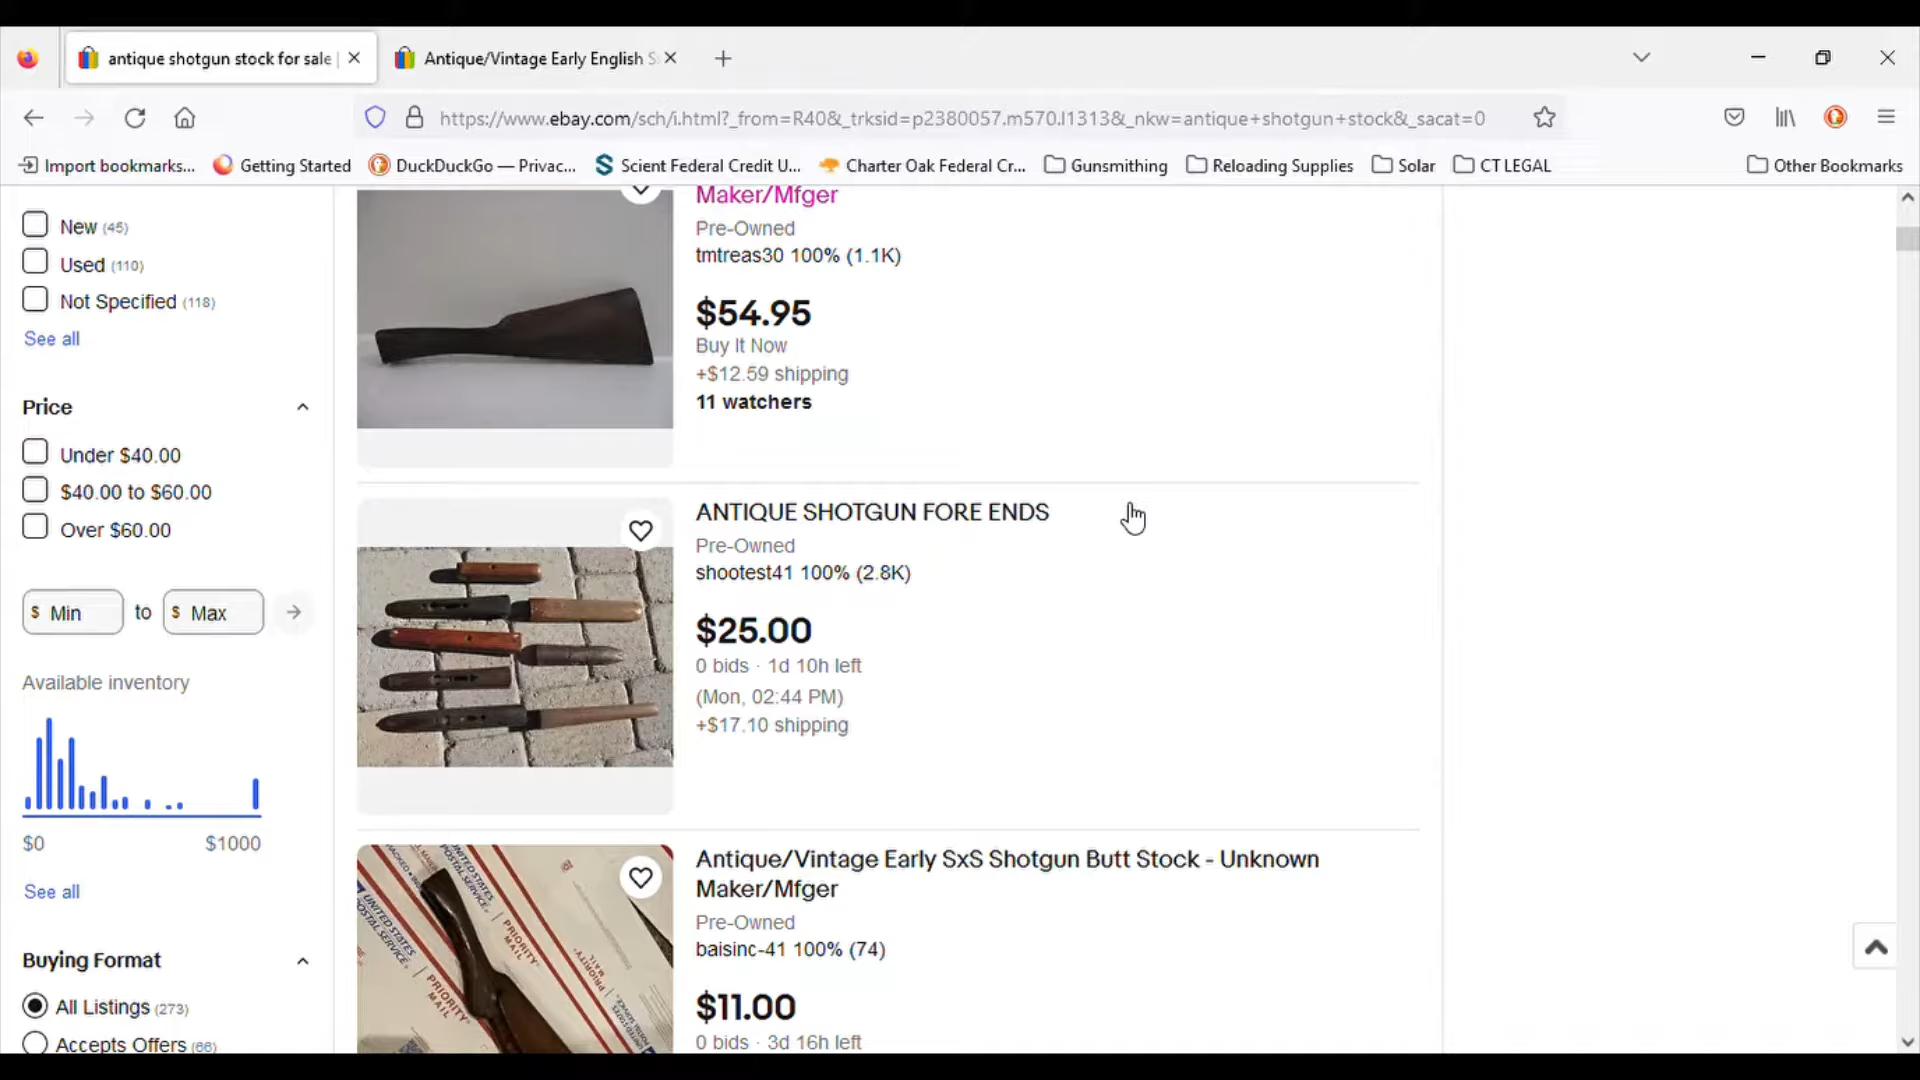 antique shotgun stock for sale |
Antique/Vintage Early English S
https://www.ebay.com/sch/i.html?_from=R40&_trksid=p2380057.m570.l1313&_nkw=antique+shotgun+stock&_sacat=0
Import bookmarks... Getting Started DuckDuckGo — Privac... Scient Federal Credit U... Charter Oak Federal Cr... Gunsmithing Reloading Supplies Solar CT LEGAL Other Bookmarks
New (45)
Used (110)
Not Specified (118)
See all
Price
Under $40.00
$40.00 to $60.00
Over $60.00
$ Min to $ Max
Available inventory
$0 $1000
See all
Buying Format
All Listings (273)
Accepts Offers (66)
Maker/Mfger
Pre-Owned
tmtreas30 100% (1.1K)
$54.95
Buy It Now
+$12.59 shipping
11 watchers
ANTIQUE SHOTGUN FORE ENDS
Pre-Owned
shootest41 100% (2.8K)
$25.00
0 bids · 1d 10h left
(Mon, 02:44 PM)
+$17.10 shipping
UNITED STATES
POSTAL SERVICE
PRIORITY
MAIL
Antique/Vintage Early SxS Shotgun Butt Stock - Unknown
Maker/Mfger
Pre-Owned
baisinc-41 100% (74)
$11.00
0 bids · 3d 16h left